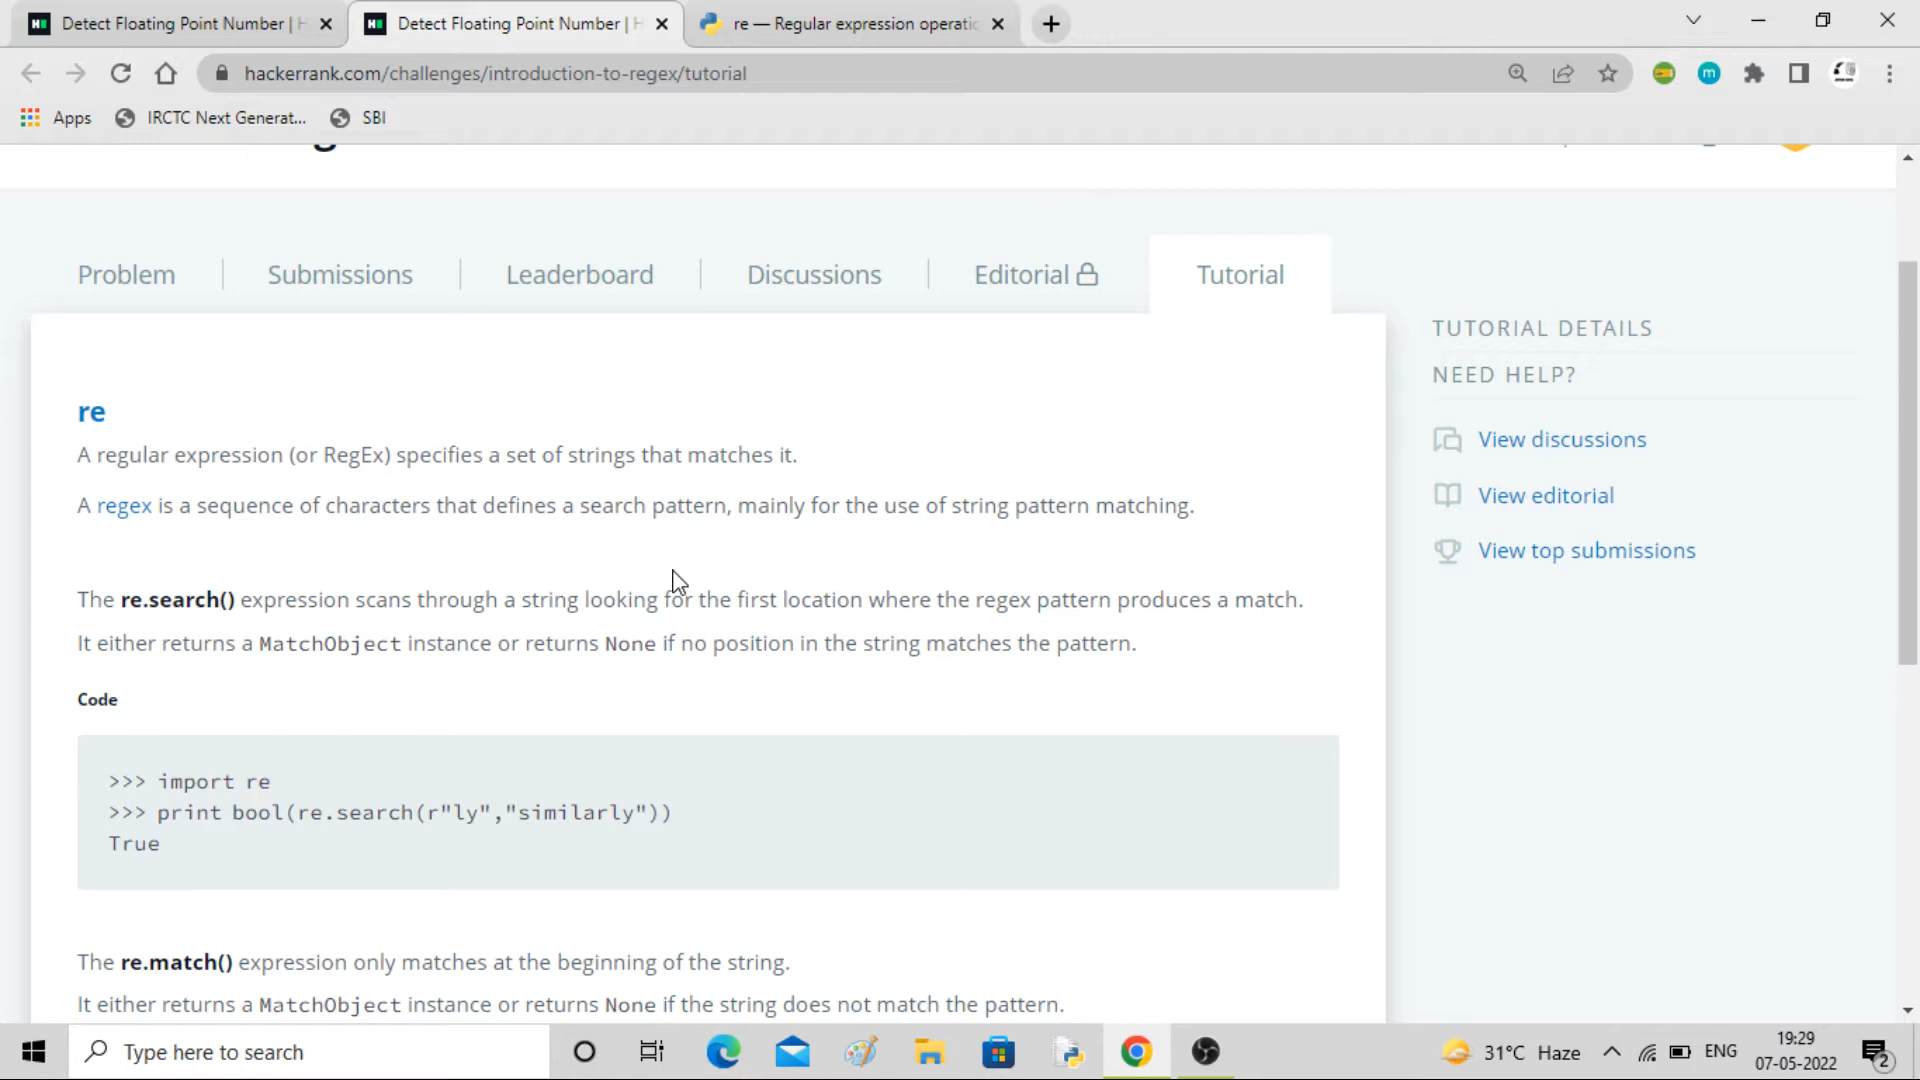 Detect Floating Point Number | H
Detect Floating Point Number | H
re — Regular expression operatio
hackerrank.com/challenges/introduction-to-regex/tutorial
m
Apps
IRCTC Next Generat...
SBI
Problem
Submissions
Leaderboard
Discussions
Editorial
Tutorial
TUTORIAL DETAILS
NEED HELP?
View discussions
View editorial
View top submissions
re
A regular expression (or RegEx) specifies a set of strings that matches it.
A regex is a sequence of characters that defines a search pattern, mainly for the use of string pattern matching.
The re.search() expression scans through a string looking for the first location where the regex pattern produces a match.
It either returns a MatchObject instance or returns None if no position in the string matches the pattern.
Code
>>> import re
>>> print bool(re.search(r"ly","similarly"))
True
The re.match() expression only matches at the beginning of the string.
It either returns a MatchObject instance or returns None if the string does not match the pattern.
Type here to search
31°C Haze
ENG
19:29
07-05-2022
2